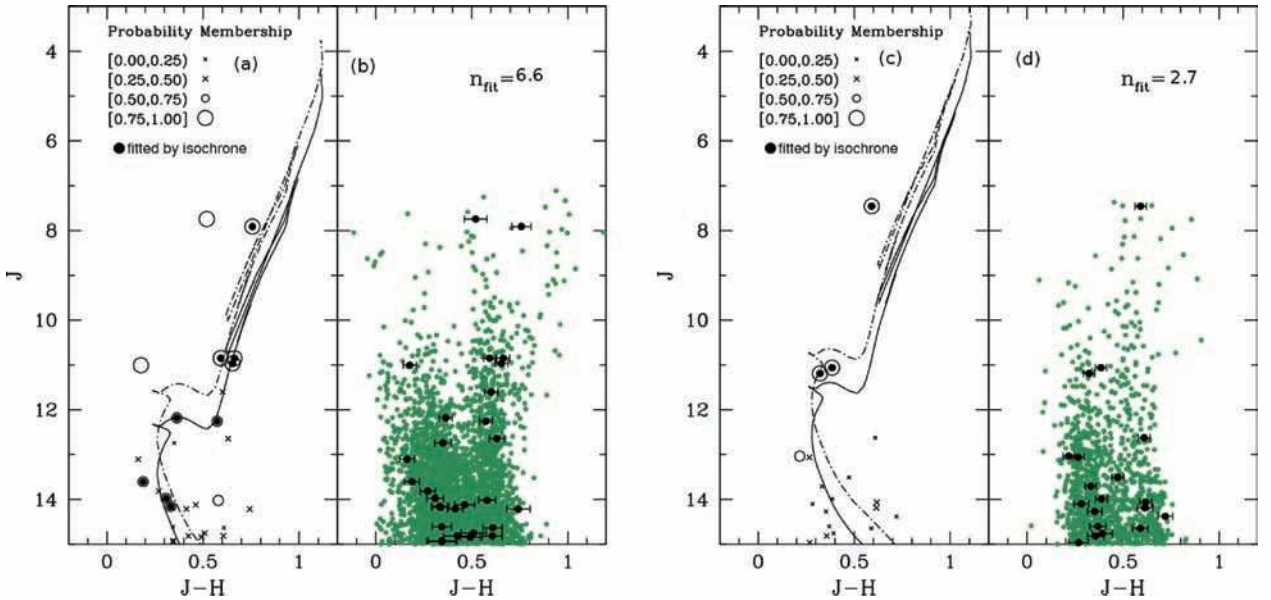 Probability Membership
[0.00,0.25) ×
[0.25,0.50) ×
[0.50,0.75) ○
[0.75,1.00] ○
● fitted by isochrone
(a)
(b)
n_fit=6.6
4
6
8
10
12
14
J
0 0.5 1
J−H
0 0.5 1
J−H
Probability Membership
[0.00,0.25) ×
[0.25,0.50) ×
[0.50,0.75) ○
[0.75,1.00] ○
● fitted by isochrone
(c)
(d)
n_fit=2.7
4
6
8
10
12
14
J
0 0.5 1
J−H
0 0.5 1
J−H